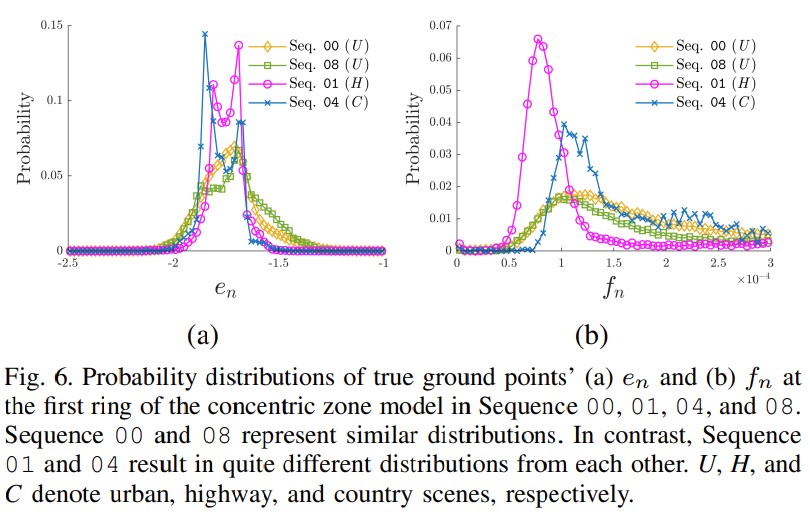 0.15
0.1
0.05
0
Probability
-2.5
-2
-1.5
-1
e_n
Seq. 00 (U)
Seq. 08 (U)
Seq. 01 (H)
Seq. 04 (C)
(a)
0.07
0.06
0.05
0.04
0.03
0.02
0.01
0
Probability
0
0.5
1
1.5
2
2.5
3
×10⁻⁴
f_n
Seq. 00 (U)
Seq. 08 (U)
Seq. 01 (H)
Seq. 04 (C)
(b)
Fig. 6. Probability distributions of true ground points’ (a) e_n and (b) f_n at
the first ring of the concentric zone model in Sequence 00, 01, 04, and 08.
Sequence 00 and 08 represent similar distributions. In contrast, Sequence
01 and 04 result in quite different distributions from each other. U, H, and
C denote urban, highway, and country scenes, respectively.